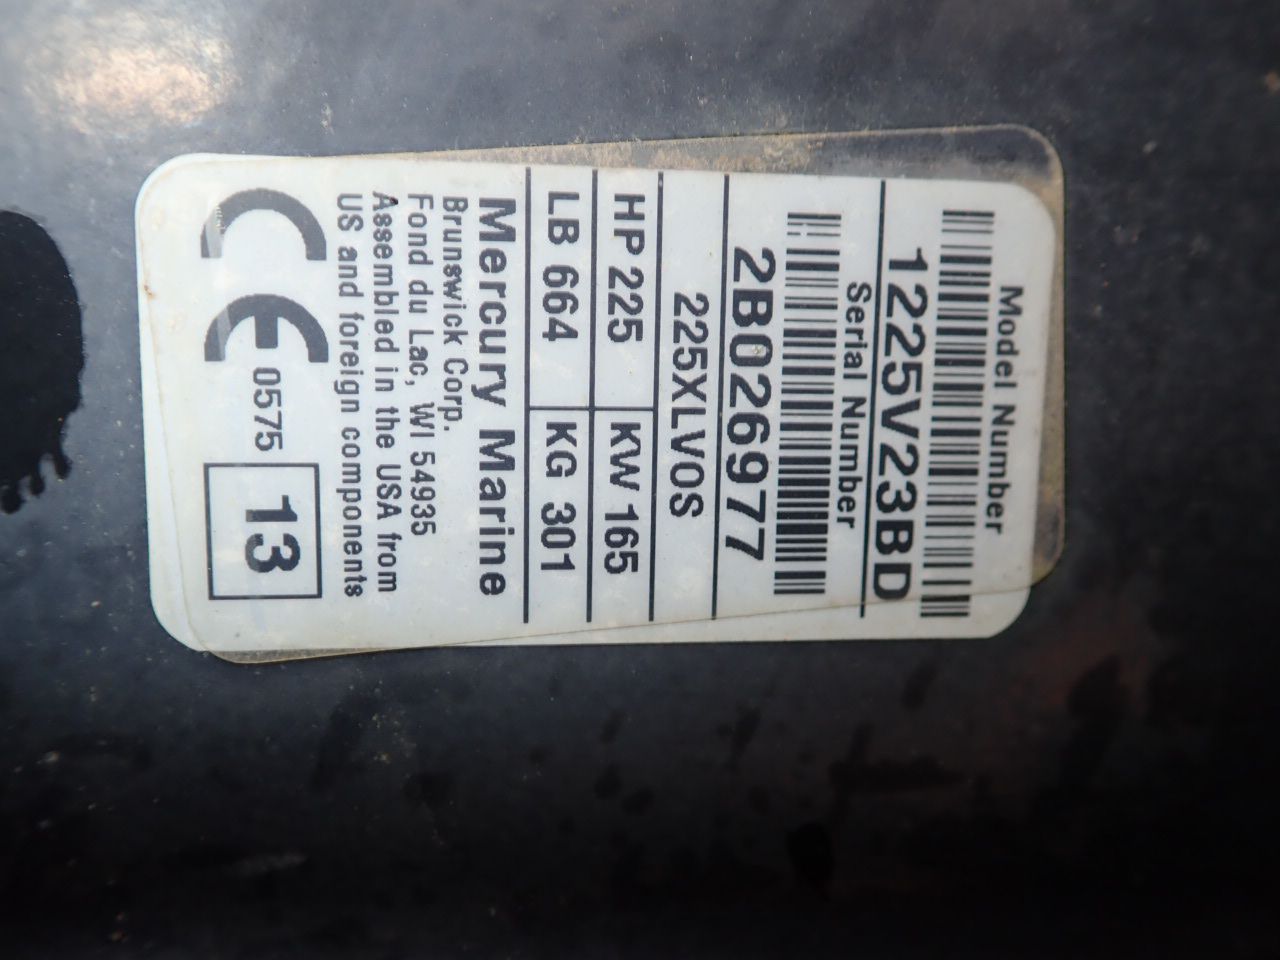 Model Number
1225V23BD
Serial Number
2B026977
225XLVOS
HP 225 KW 165
LB 664 KG 301
Mercury Marine
Brunswick Corp.
Fond du Lac, WI 54935
Assembled in the USA from
US and foreign components
CE 0575 13